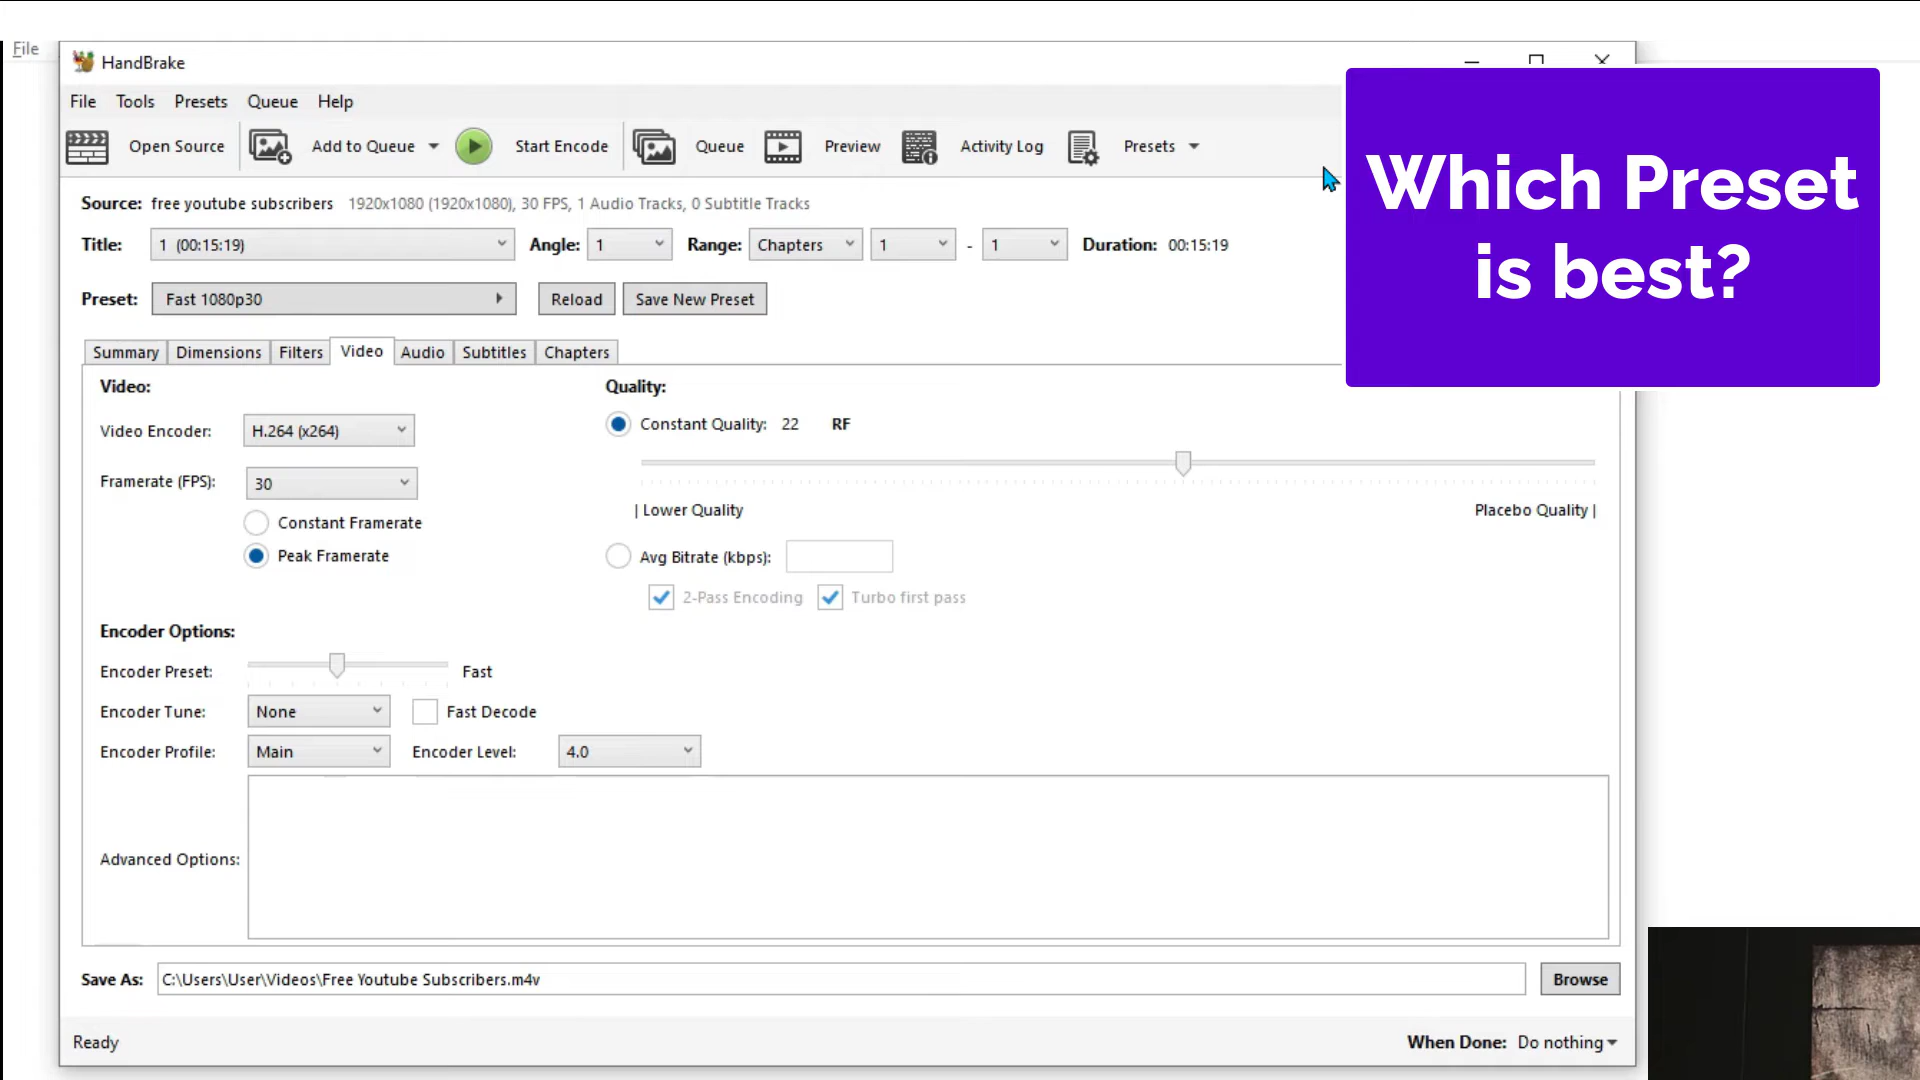 File
HandBrake
File Tools Presets Queue Help
Open Source Add to Queue Start Encode Queue Preview Activity Log Presets
Which Preset
is best?
Source: free youtube subscribers 1920x1080 (1920x1080), 30 FPS, 1 Audio Tracks, 0 Subtitle Tracks
Title: 1 (00:15:19) Angle: 1 Range: Chapters 1 - 1 Duration: 00:15:19
Preset: Fast 1080p30 Reload Save New Preset
Summary Dimensions Filters Video Audio Subtitles Chapters
Video: Quality:
Video Encoder: H.264 (x264) Constant Quality: 22 RF
Framerate (FPS): 30
| Lower Quality Placebo Quality |
Constant Framerate
Peak Framerate Avg Bitrate (kbps):
2-Pass Encoding Turbo first pass
Encoder Options:
Encoder Preset: Fast
Encoder Tune: None Fast Decode
Encoder Profile: Main Encoder Level: 4.0
Advanced Options:
Save As: C:\Users\User\Videos\Free Youtube Subscribers.m4v Browse
Ready When Done: Do nothing